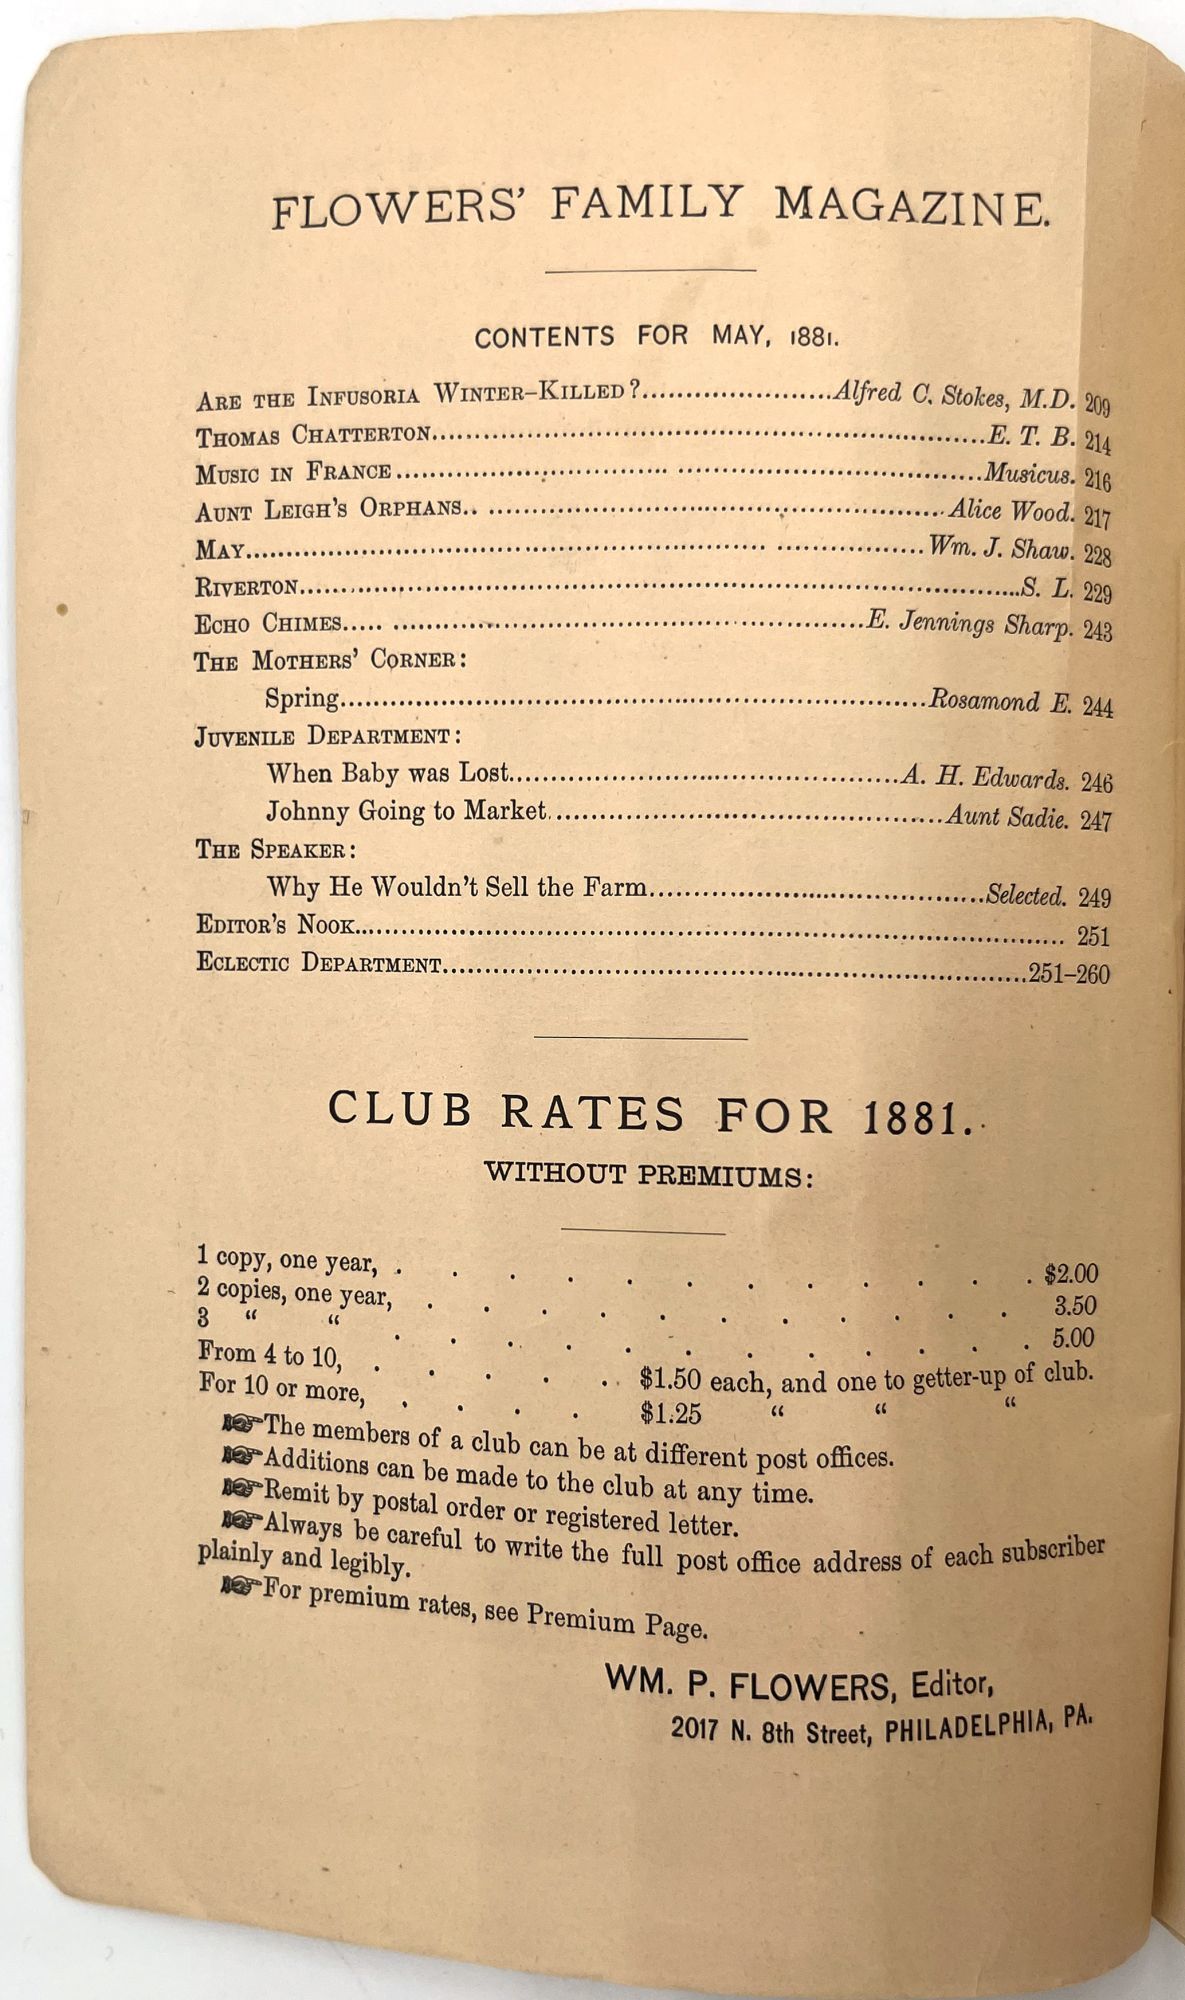 FLOWERS' FAMILY MAGAZINE.
CONTENTS FOR MAY, 1881.
ARE THE INFUSORIA WINTER-KILLED?......................Alfred C. Stokes, M.D. 209
THOMAS CHATTERTON..................................................................E. T. B. 214
MUSIC IN FRANCE......................................................................Musicus. 216
AUNT LEIGH'S ORPHANS.. ......................................................Alice Wood. 217
MAY................................................................ .................Wm. J. Shaw. 228
RIVERTON......................................................................................S. L. 229
ECHO CHIMES..... ........................................................E. Jennings Sharp. 243
THE MOTHERS' CORNER:
Spring......................................................................Rosamond E. 244
JUVENILE DEPARTMENT:
When Baby was Lost...............................................A. H. Edwards. 246
Johnny Going to Market...............................................Aunt Sadie. 247
THE SPEAKER:
Why He Wouldn't Sell the Farm........................................Selected. 249
EDITOR'S NOOK..................................................................................... 251
ECLECTIC DEPARTMENT......................................................................251–260
CLUB RATES FOR 1881.
WITHOUT PREMIUMS:
1 copy, one year, . . . . . . . . . . . . $2.00
2 copies, one year, . . . . . . . . . . . 3.50
3 “ “ . . . . . . . . . . . . 5.00
From 4 to 10, . . . . . $1.50 each, and one to getter-up of club.
For 10 or more, . . . . $1.25 “ “ “
☞The members of a club can be at different post offices.
☞Additions can be made to the club at any time.
☞Remit by postal order or registered letter.
☞Always be careful to write the full post office address of each subscriber
plainly and legibly.
☞For premium rates, see Premium Page.
WM. P. FLOWERS, Editor,
2017 N. 8th Street, PHILADELPHIA, PA.